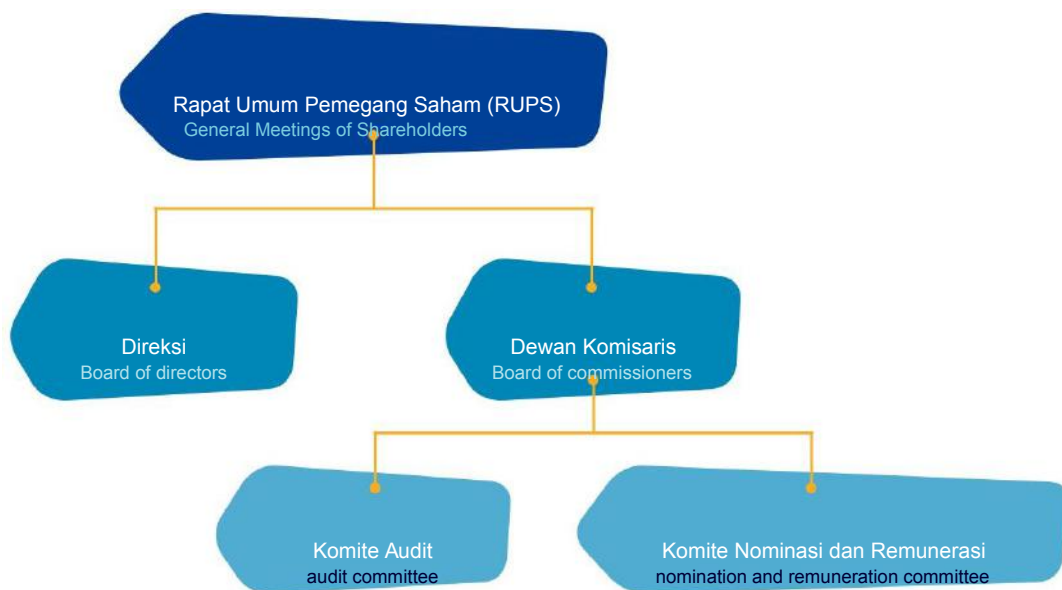 Rapat Umum Pemegang Saham (RUPS)
General Meetings of Shareholders
Direksi
Board of directors
Dewan Komisaris
Board of commissioners
Komite Audit
audit committee
Komite Nominasi dan Remunerasi
nomination and remuneration committee